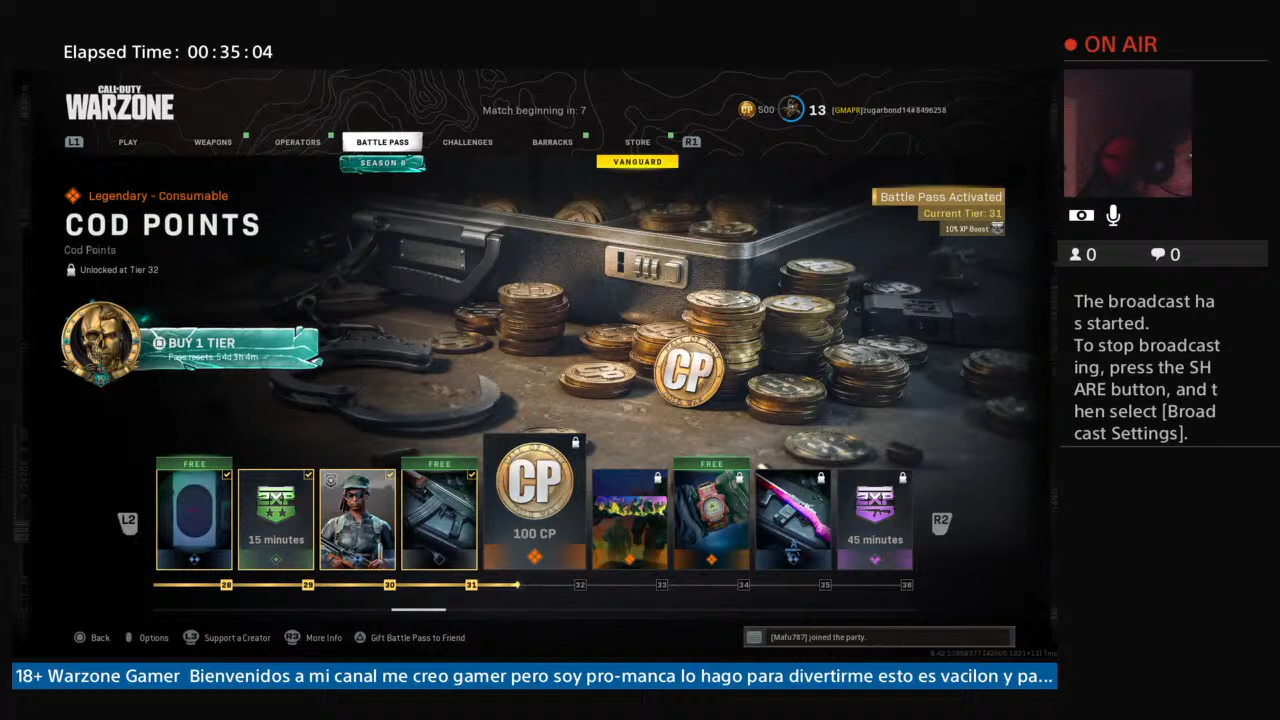 Elapsed Time: 00:35:04
ON AIR
CALL OF DUTY
WARZONE
Match beginning in: 7
CP 500
13
[GMAPR]zugarbond14#8496258
L1
PLAY
WEAPONS
OPERATORS
BATTLE PASS
CHALLENGES
BARRACKS
STORE
R1
SEASON 6
VANGUARD
Legendary - Consumable
COD POINTS
Cod Points
Unlocked at Tier 32
Battle Pass Activated
Current Tier: 31
10% XP Boost
0
0
The broadcast ha
s started.
To stop broadcast
ing, press the SH
ARE button, and t
hen select [Broad
cast Settings].
BUY 1 TIER
Pass resets: 54d 3h 4m
CP
FREE
FREE
FREE
L2
2XP
15 minutes
CP
100 CP
2XP
45 minutes
R2
28
29
30
31
32
33
34
35
36
Back
Options
L3
Support a Creator
R3
More Info
Gift Battle Pass to Friend
[Mafu787] joined the party.
18+ Warzone Gamer Bienvenidos a mi canal me creo gamer pero soy pro-manca lo hago para divertirme esto es vacilon y pa...